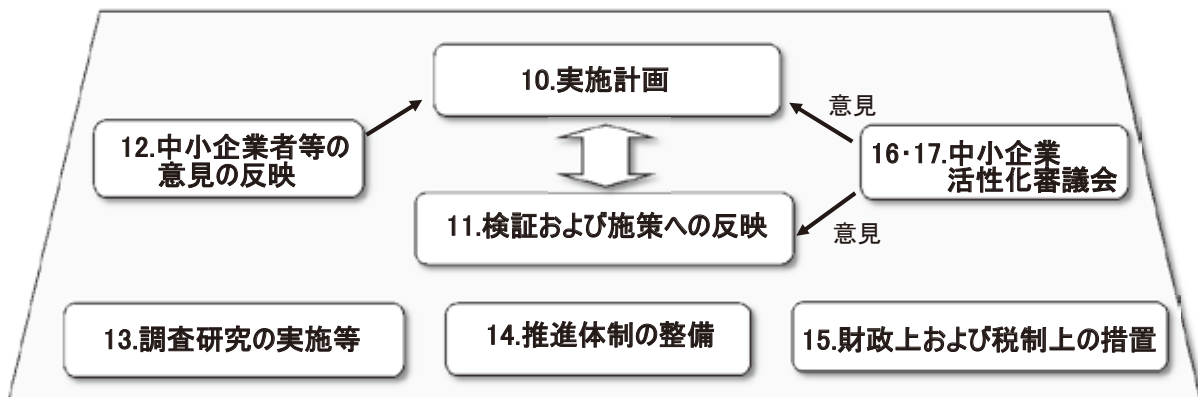 10.実施計画
意見
12.中小企業者等の
意見の反映
16・17.中小企業
活性化審議会
11.検証および施策への反映
意見
13.調査研究の実施等
14.推進体制の整備
15.財政上および税制上の措置